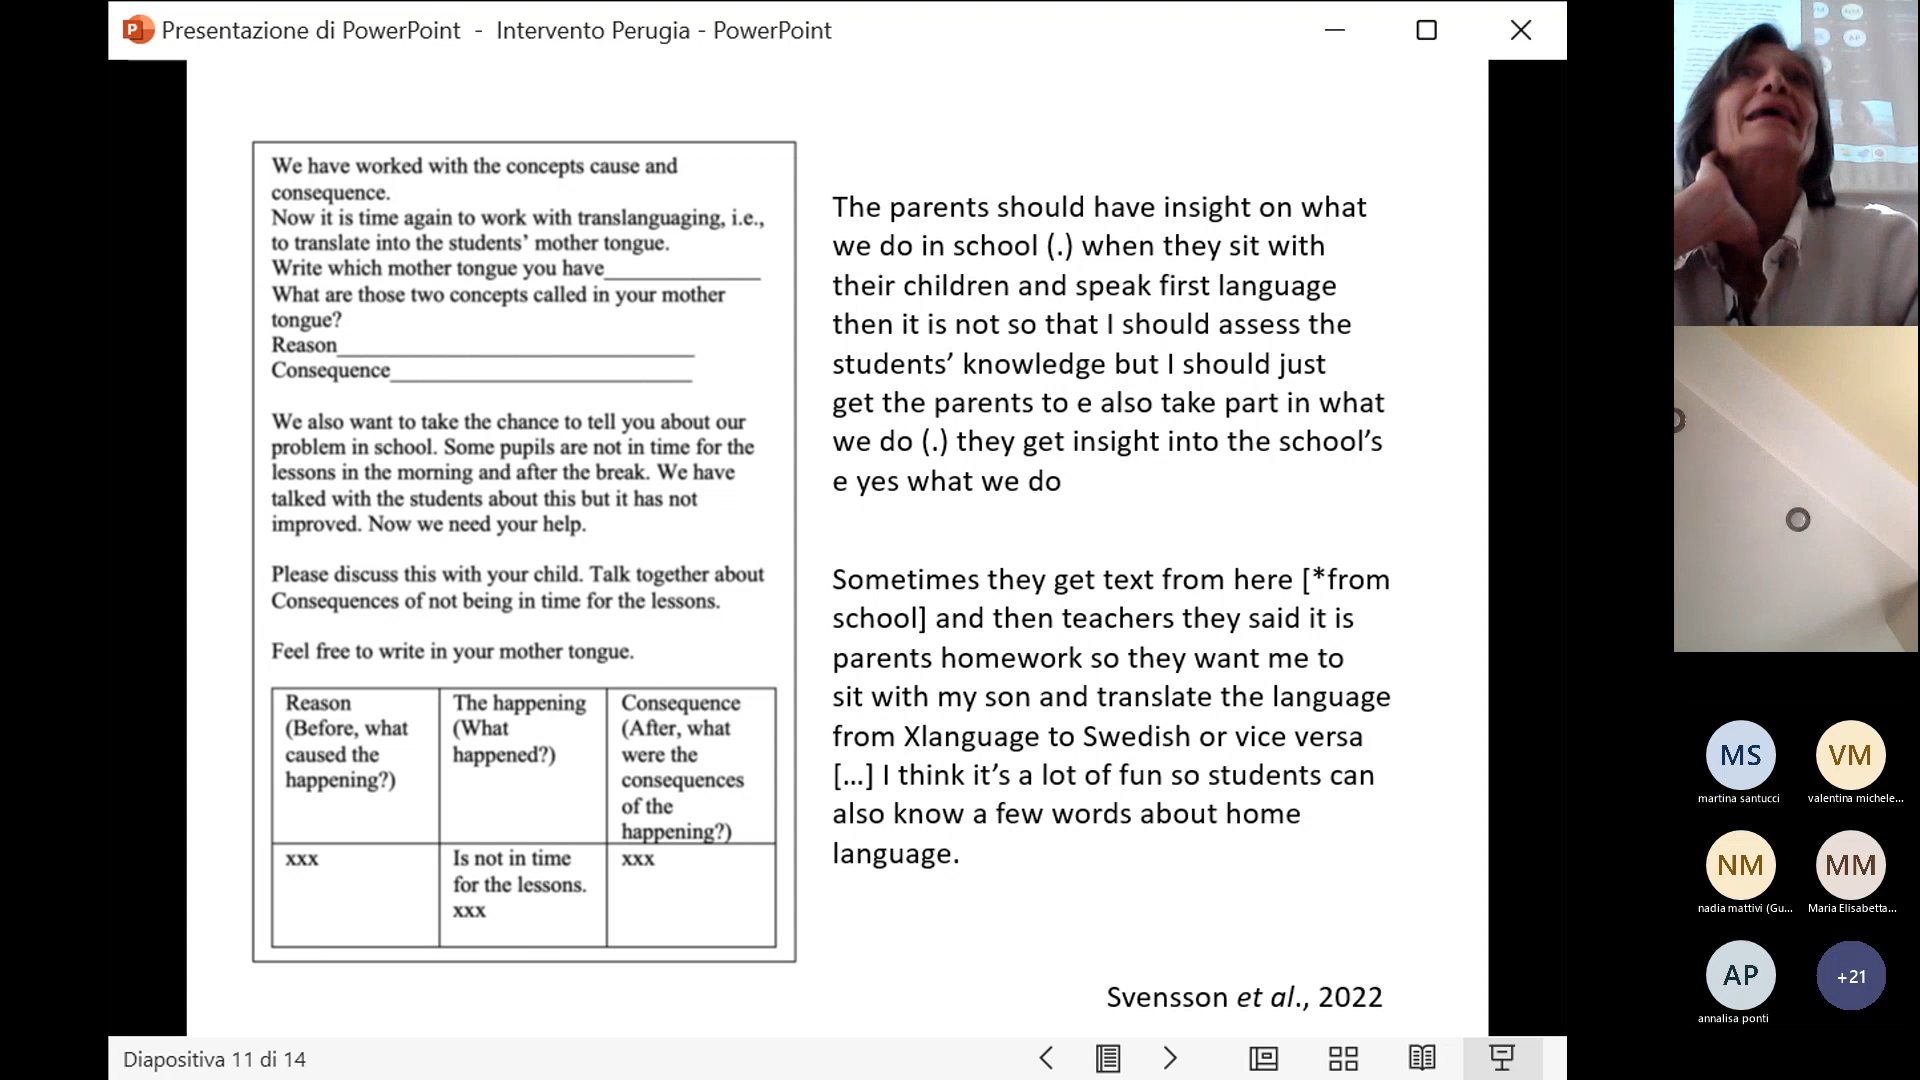 Presentazione di PowerPoint - Intervento Perugia - PowerPoint
We have worked with the concepts cause and
consequence.
Now it is time again to work with translanguaging, i.e.,
to translate into the students’ mother tongue.
Write which mother tongue you have_______________
What are those two concepts called in your mother
tongue?
Reason___________________________________
Consequence______________________________
We also want to take the chance to tell you about our
problem in school. Some pupils are not in time for the
lessons in the morning and after the break. We have
talked with the students about this but it has not
improved. Now we need your help.
Please discuss this with your child. Talk together about
Consequences of not being in time for the lessons.
Feel free to write in your mother tongue.
Reason
(Before, what
caused the
happening?)
The happening
(What
happened?)
Consequence
(After, what
were the
consequences
of the
happening?)
xxx
Is not in time
for the lessons.
xxx
xxx
The parents should have insight on what
we do in school (.) when they sit with
their children and speak first language
then it is not so that I should assess the
students’ knowledge but I should just
get the parents to e also take part in what
we do (.) they get insight into the school’s
e yes what we do
Sometimes they get text from here [*from
school] and then teachers they said it is
parents homework so they want me to
sit with my son and translate the language
from Xlanguage to Swedish or vice versa
[…] I think it’s a lot of fun so students can
also know a few words about home
language.
Svensson et al., 2022
Diapositiva 11 di 14
MS
martina santucci
VM
valentina michele...
NM
nadia mattivi (Gu...
MM
Maria Elisabetta...
AP
annalisa ponti
+21